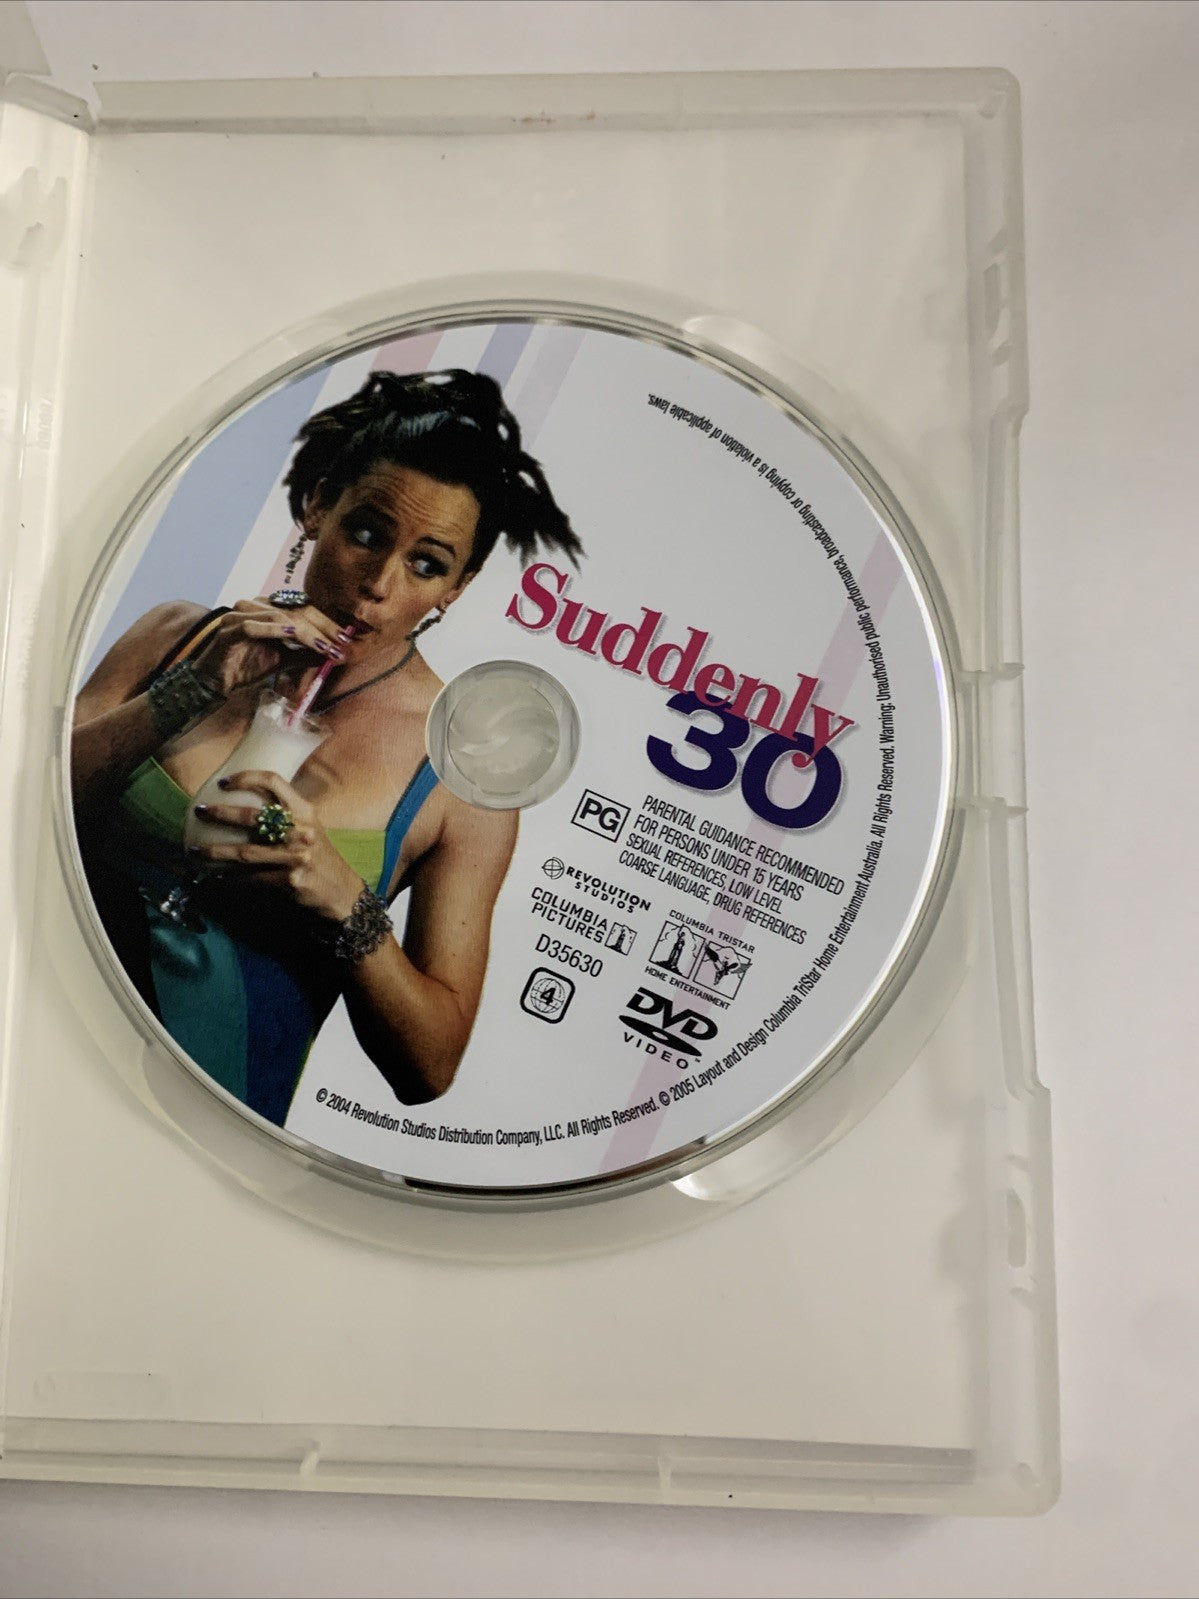 Suddenly
30
PG
PARENTAL GUIDANCE RECOMMENDED
FOR PERSONS UNDER 15 YEARS
SEXUAL REFERENCES, LOW LEVEL
COARSE LANGUAGE, DRUG REFERENCES
REVOLUTION
STUDIOS
COLUMBIA
PICTURES
D35630
4
COLUMBIA TRISTAR
HOME ENTERTAINMENT
DVD
VIDEO
© 2004 Revolution Studios Distribution Company, LLC. All Rights Reserved. © 2005 Layout and Design Columbia TriStar Home Entertainment Australia. All Rights Reserved. Warning: Unauthorised public performance, broadcasting or copying is a violation of applicable laws.